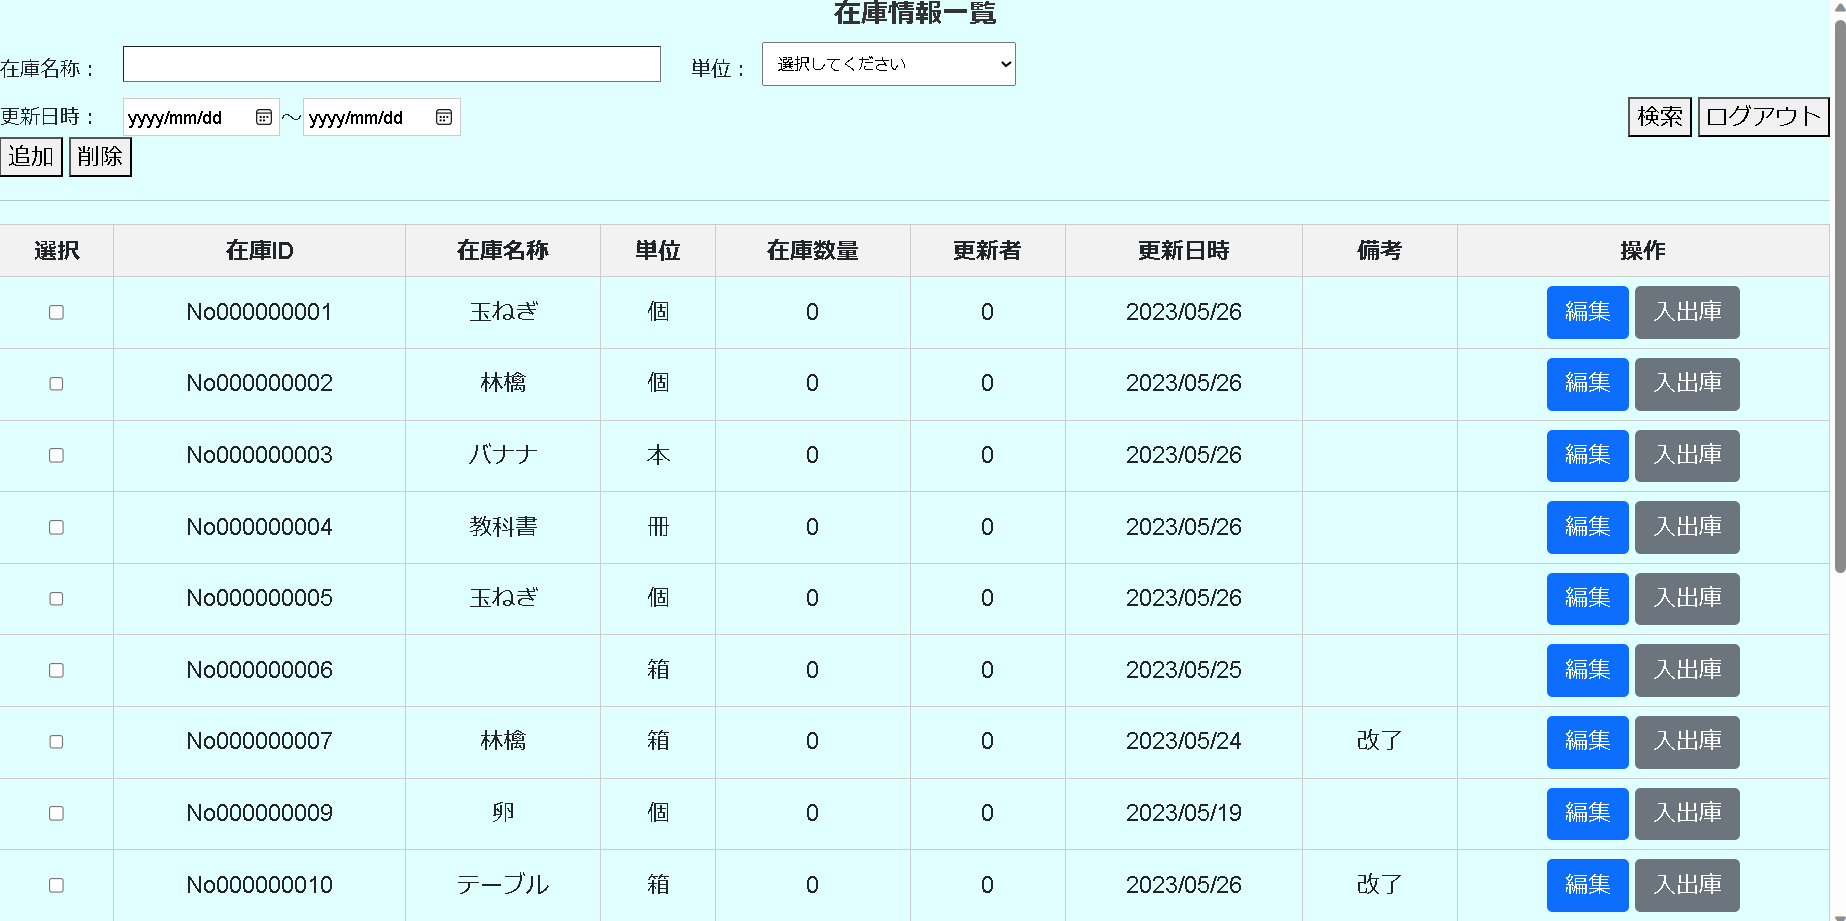 在庫情報一覧
在庫名称： 単位： 選択してください
更新日時： yyyy/mm/dd ～ yyyy/mm/dd 検索 ログアウト
追加 削除
選択 在庫ID 在庫名称 単位 在庫数量 更新者 更新日時 備考 操作
No000000001 玉ねぎ 個 0 0 2023/05/26 編集 入出庫
No000000002 林檎 個 0 0 2023/05/26 編集 入出庫
No000000003 バナナ 本 0 0 2023/05/26 編集 入出庫
No000000004 教科書 冊 0 0 2023/05/26 編集 入出庫
No000000005 玉ねぎ 個 0 0 2023/05/26 編集 入出庫
No000000006 箱 0 0 2023/05/25 編集 入出庫
No000000007 林檎 箱 0 0 2023/05/24 改了 編集 入出庫
No000000009 卵 個 0 0 2023/05/19 編集 入出庫
No000000010 テーブル 箱 0 0 2023/05/26 改了 編集 入出庫